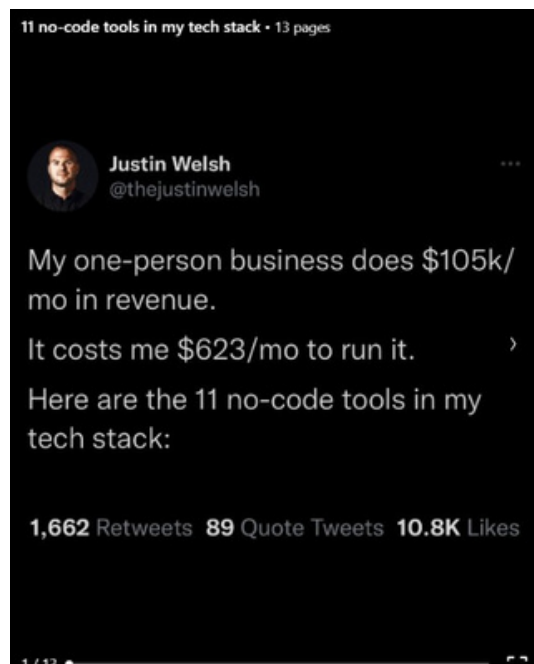 11 no-code tools in my tech stack • 13 pages
Justin Welsh
@thejustinwelsh
My one-person business does $105k/
mo in revenue.
It costs me $623/mo to run it.
Here are the 11 no-code tools in my
tech stack:
1,662 Retweets 89 Quote Tweets 10.8K Likes
1 / 13